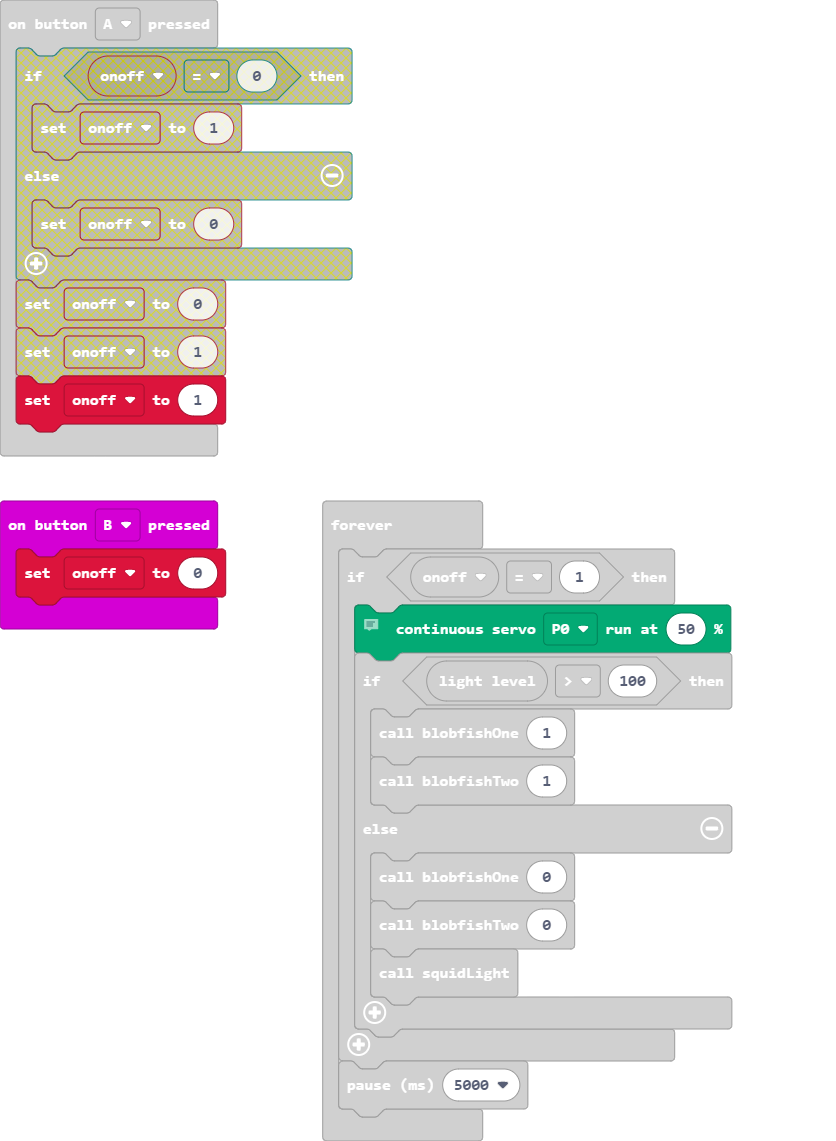 on button A pressed
if onoff = 0 then
set onoff to 1
else
set onoff to 0
set onoff to 0
set onoff to 1
set onoff to 1
on button B pressed
set onoff to 0
forever
if onoff = 1 then
continuous servo P0 run at 50 %
if light level > 100 then
call blobfishOne 1
call blobfishTwo 1
else
call blobfishOne 0
call blobfishTwo 0
call squidLight
pause (ms) 5000